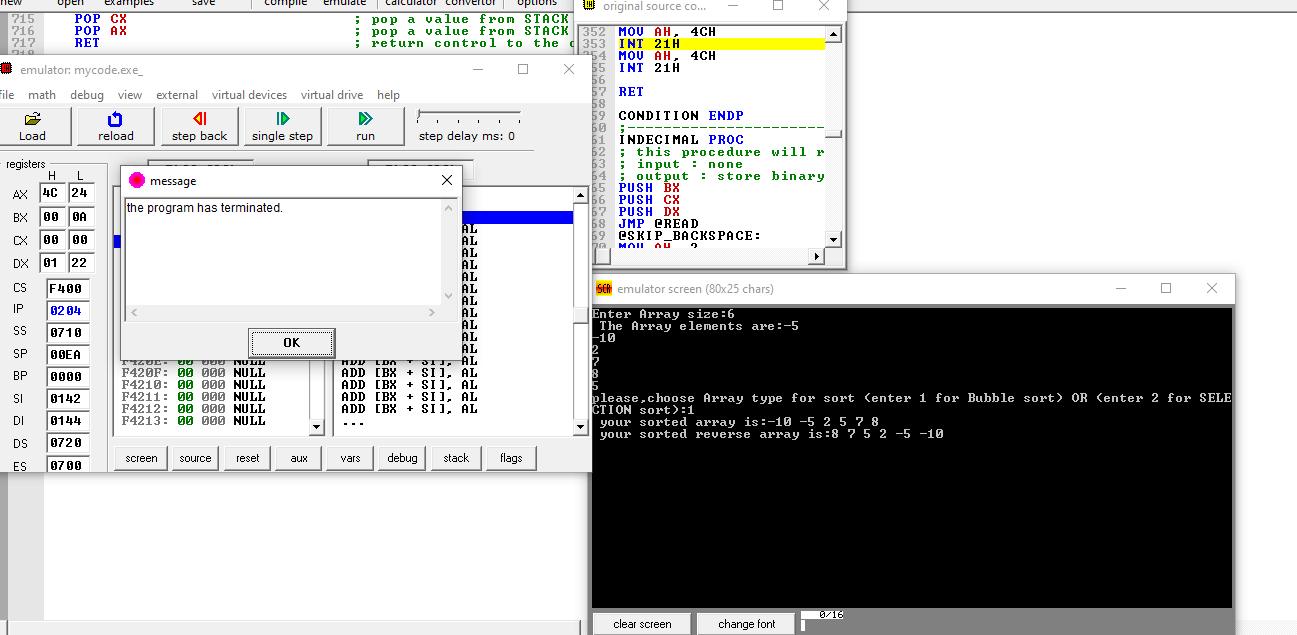 new open examples save compile emulate calculator convertor options
715 POP CX ; pop a value from STACK
716 POP AX ; pop a value from STACK
717 RET ; return control to the
emulator: mycode.exe_
file math debug view external virtual devices virtual drive help
Load reload step back single step run step delay ms: 0
registers
H L
AX 4C 24
BX 00 0A
CX 00 00
DX 01 22
CS F400
IP 0204
SS 0710
SP 00EA
BP 0000
SI 0142
DI 0144
DS 0720
ES 0700
message
the program has terminated.
OK
AL
AL
AL
AL
AL
AL
AL
AL
AL
AL
AL
F420E: 00 000 NULL ADD [BX + SI], AL
F420F: 00 000 NULL ADD [BX + SI], AL
F4210: 00 000 NULL ADD [BX + SI], AL
F4211: 00 000 NULL ADD [BX + SI], AL
F4212: 00 000 NULL ADD [BX + SI], AL
F4213: 00 000 NULL ...
screen source reset aux vars debug stack flags
original source co...
352 MOV AH, 4CH
353 INT 21H
54 MOV AH, 4CH
55 INT 21H
56
57 RET
58
59 CONDITION ENDP
60 ;-----------------------
61 INDECIMAL PROC
62 ; this procedure will r
63 ; input : none
64 ; output : store binary
65 PUSH BX
66 PUSH CX
67 PUSH DX
68 JMP @READ
69 @SKIP_BACKSPACE:
70 MOV AH, 2
emulator screen (80x25 chars)
Enter Array size:6
The Array elements are:-5
-10
2
7
8
5
please,choose Array type for sort (enter 1 for Bubble sort) OR (enter 2 for SELE
CTION sort):1
your sorted array is:-10 -5 2 5 7 8
your sorted reverse array is:8 7 5 2 -5 -10
clear screen change font 0/16